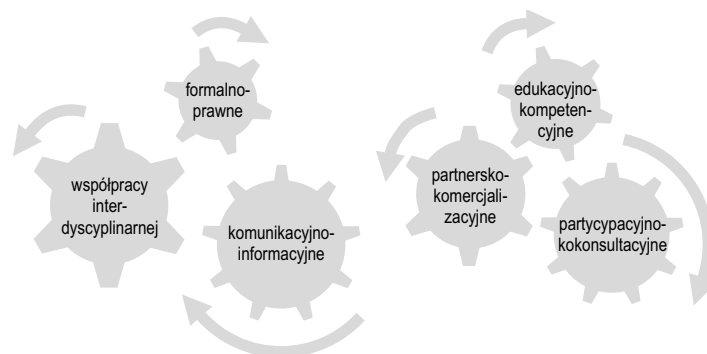 formalno-
prawne
współpracy
inter-
dyscyplinarnej
komunikacyjno-
informacyjne
edukacyjno-
kompeten-
cyjne
partnersko-
komercjali-
zacyjne
partycypacyjno-
kokonsultacyjne